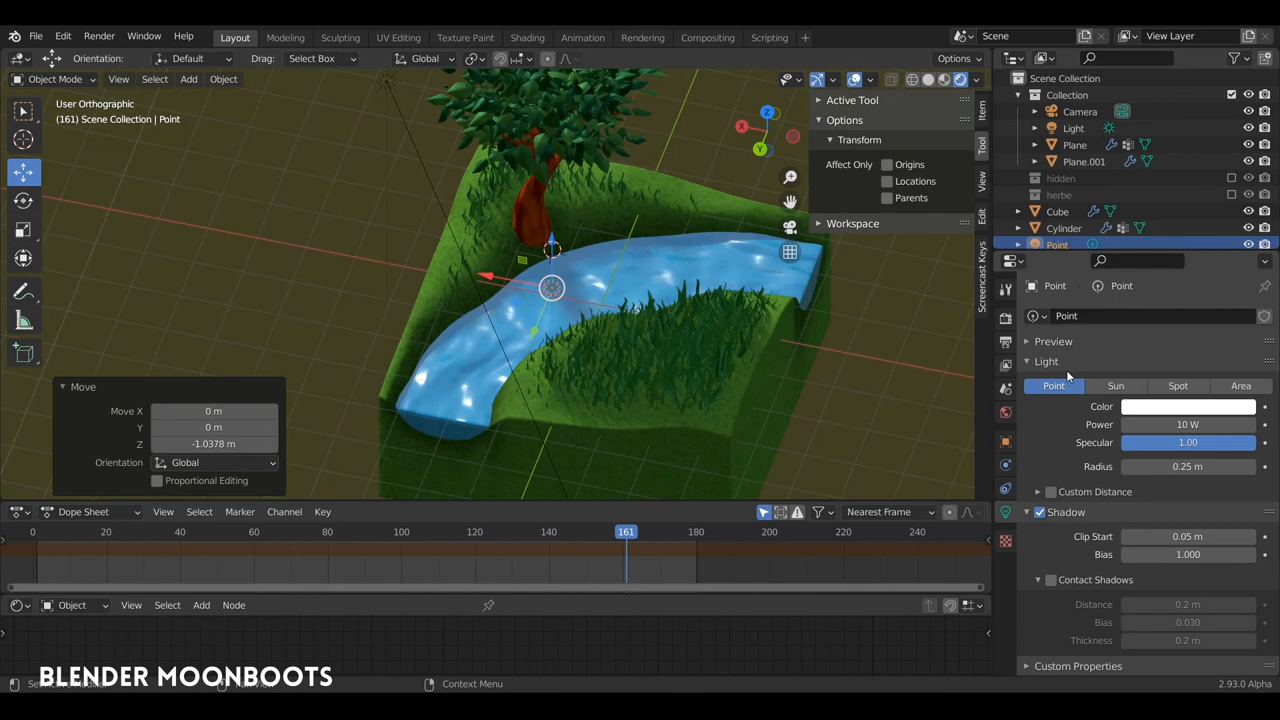 File Edit Render Window Help Layout Modeling Sculpting UV Editing Texture Paint Shading Animation Rendering Compositing Scripting + Scene View Layer
Orientation: Default Drag: Select Box Global Options
Object Mode View Select Add Object
User Orthographic
(161) Scene Collection | Point
Z
X
Y
Active Tool
Options
Transform
Affect Only Origins
Locations
Parents
Workspace
Item
Tool
View
Edit
Screencast Keys
Scene Collection
Collection
Camera
Light
Plane
Plane.001
hidden
herbe
Cube
Cylinder
Point
Point Point
Point
Preview
Light
Point Sun Spot Area
Color
Power 10 W
Specular 1.00
Radius 0.25 m
Custom Distance
Shadow
Clip Start 0.05 m
Bias 1.000
Contact Shadows
Distance 0.2 m
Bias 0.030
Thickness 0.2 m
Custom Properties
Move
Move X 0 m
Y 0 m
Z -1.0378 m
Orientation Global
Proportional Editing
Dope Sheet View Select Marker Channel Key Nearest Frame
0 20 40 60 80 100 120 140 161 180 200 220 240
Object View Select Add Node
BLENDER MOONBOOTS
Context Menu
2.93.0 Alpha